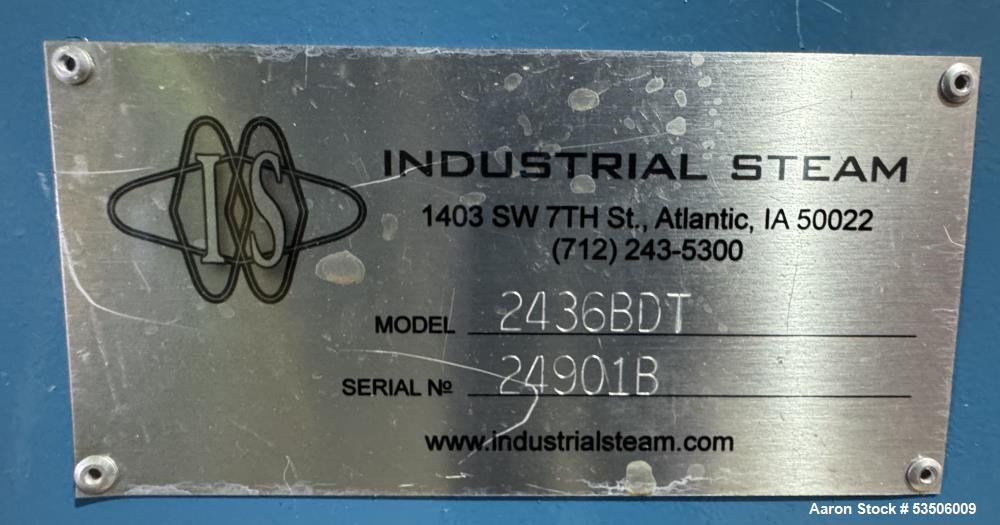 IS
INDUSTRIAL STEAM
1403 SW 7TH St., Atlantic, IA 50022
(712) 243-5300
MODEL 2436BDT
SERIAL Nº 24901B
www.industrialsteam.com
Aaron Stock # 53506009